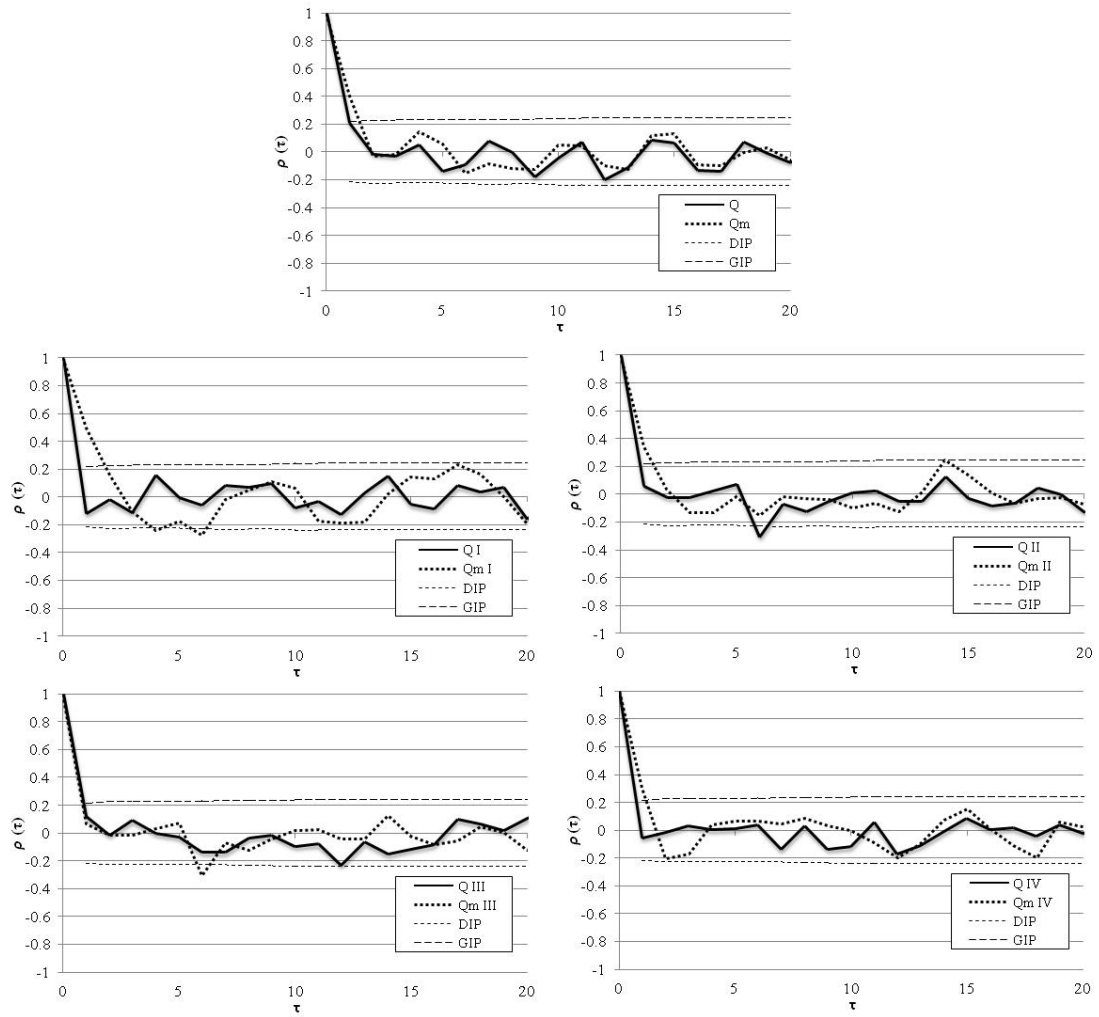 1
0.8
0.6
0.4
0.2
0
-0.2
-0.4
-0.6
-0.8
-1
ρ (τ)
0 5 10 15 20
τ
Q
Qm
DIP
GIP
1
0.8
0.6
0.4
0.2
0
-0.2
-0.4
-0.6
-0.8
-1
ρ (τ)
0 5 10 15 20
τ
Q I
Qm I
DIP
GIP
1
0.8
0.6
0.4
0.2
0
-0.2
-0.4
-0.6
-0.8
-1
ρ (τ)
0 5 10 15 20
τ
Q II
Qm II
DIP
GIP
1
0.8
0.6
0.4
0.2
0
-0.2
-0.4
-0.6
-0.8
-1
ρ (τ)
0 5 10 15 20
τ
Q III
Qm III
DIP
GIP
1
0.8
0.6
0.4
0.2
0
-0.2
-0.4
-0.6
-0.8
-1
ρ (τ)
0 5 10 15 20
τ
Q IV
Qm IV
DIP
GIP